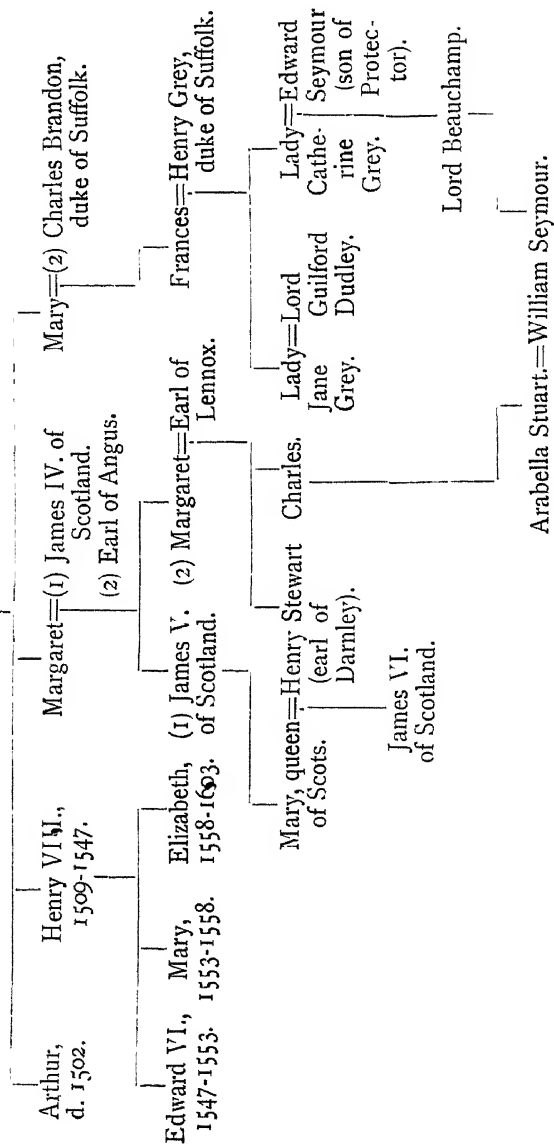 Arthur,
d. 1502.
Henry VIII.,
1509-1547.
Margaret=(1) James IV. of
Scotland.
(2) Earl of Angus.
Mary=(2) Charles Brandon,
duke of Suffolk.
Edward VI.,
1547-1553.
Mary,
1553-1558.
Elizabeth,
1558-1603.
(1) James V.
of Scotland.
(2) Margaret=Earl of
Lennox.
Frances=Henry Grey,
duke of Suffolk.
Mary, queen=Henry Stewart
of Scots. (earl of
Darnley).
Charles.
Lady=Lord
Jane Guilford
Grey. Dudley.
Lady=Edward
Cathe- Seymour
rine (son of
Grey. Protec-
tor).
James VI.
of Scotland.
Lord Beauchamp.
Arabella Stuart.=William Seymour.